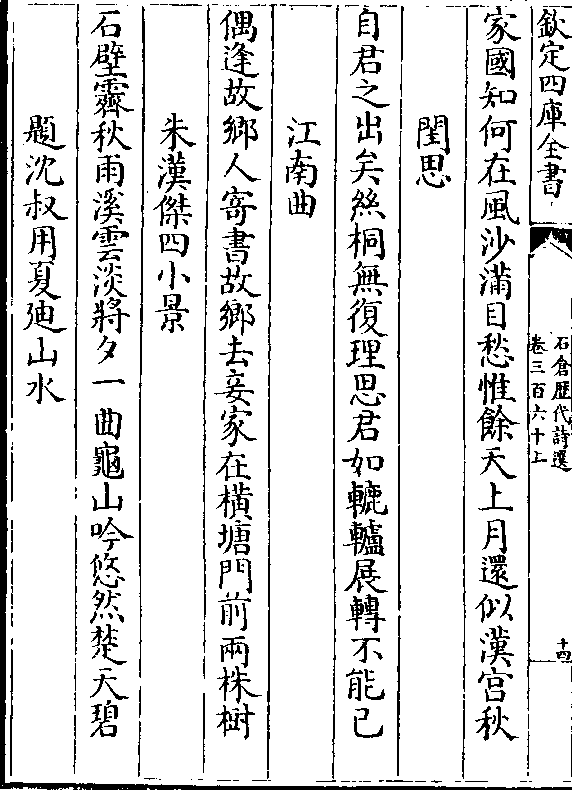 欽定四庫全書
石倉歴代詩選
卷三百六十上
十四
家國知何在風沙滿目愁惟餘天上月還似漢宫秋
閨思
自君之出矣絲桐無復理思君如轆轤展轉不能已
江南曲
偶逢故鄉人寄書故鄉去妾家在横塘門前兩株樹
朱漢傑四小景
石壁霽秋雨溪雲淡將夕一曲龜山吟悠然楚天碧
題沈叔用夏廸山水